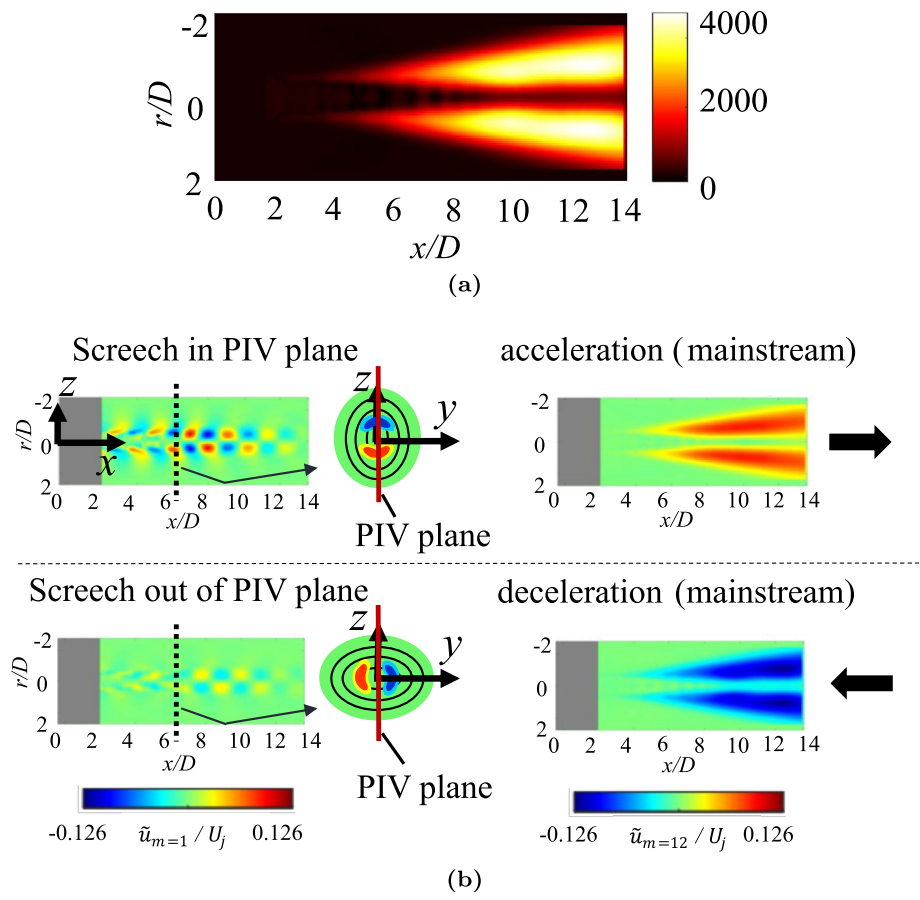 -2
0
2
r/D
0 2 4 6 8 10 12 14
x/D
4000
2000
0
(a)
Screech in PIV plane
acceleration (mainstream)
-2
0
2
r/D
z
x
0 2 4 6 8 10 12 14
x/D
z
y
PIV plane
-2
0
2
r/D
0 2 4 6 8 10 12 14
x/D
Screech out of PIV plane
deceleration (mainstream)
-2
0
2
r/D
0 2 4 6 8 10 12 14
x/D
z
y
PIV plane
-2
0
2
r/D
0 2 4 6 8 10 12 14
x/D
-0.126 ũₘ₌₁ / Uⱼ 0.126
-0.126 ũₘ₌₁₂ / Uⱼ 0.126
(b)